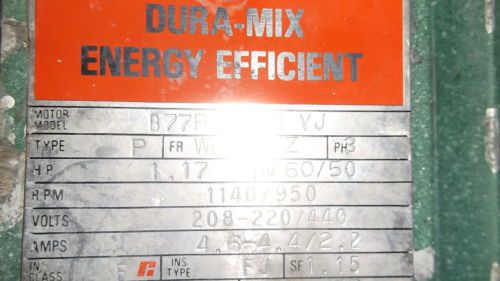 DURA-MIX
ENERGY EFFICIENT
MOTOR MODEL VJ
TYPE P FR Z PH 3
HP 1.17 60/50
RPM 1140/950
VOLTS 208-220/440
AMPS 4.6-4.4/2.2
INS CLASS F INS TYPE FJ SF 1.15